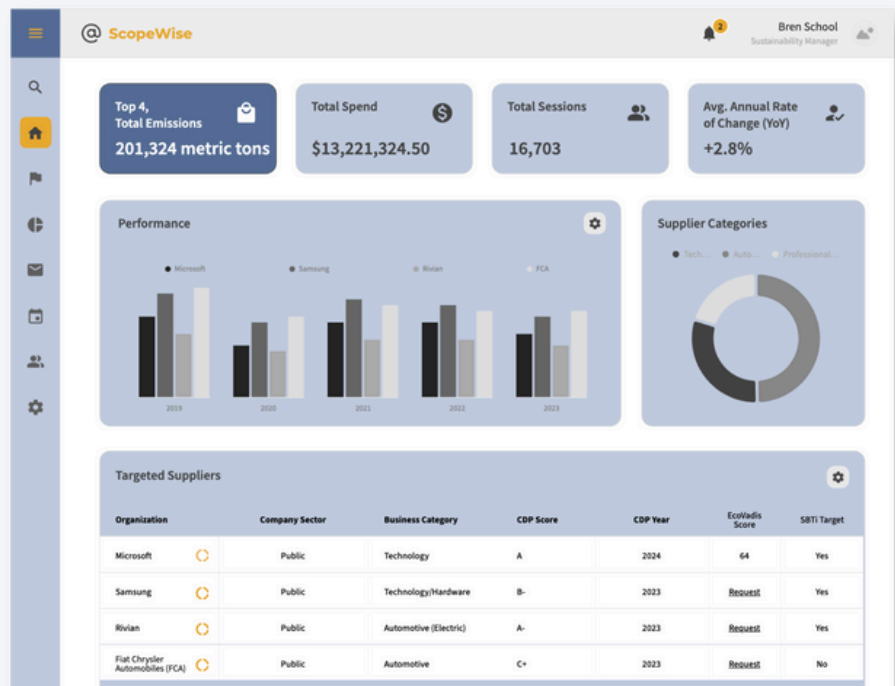 @ ScopeWise
2
Bren School
Sustainability Manager
Top 4,
Total Emissions
201,324 metric tons
Total Spend
$13,221,324.50
Total Sessions
16,703
Avg. Annual Rate
of Change (YoY)
+2.8%
Performance
Microsoft
Samsung
Rivian
FCA
2019
2020
2021
2022
2023
Supplier Categories
Tech...
Auto...
Professional...
Targeted Suppliers
Organization Company Sector Business Category CDP Score CDP Year EcoVadis Score SBTi Target
Microsoft Public Technology A 2024 64 Yes
Samsung Public Technology/Hardware B- 2023 Request Yes
Rivian Public Automotive (Electric) A- 2023 Request Yes
Fiat Chrysler
Automobiles (FCA) Public Automotive C+ 2023 Request No